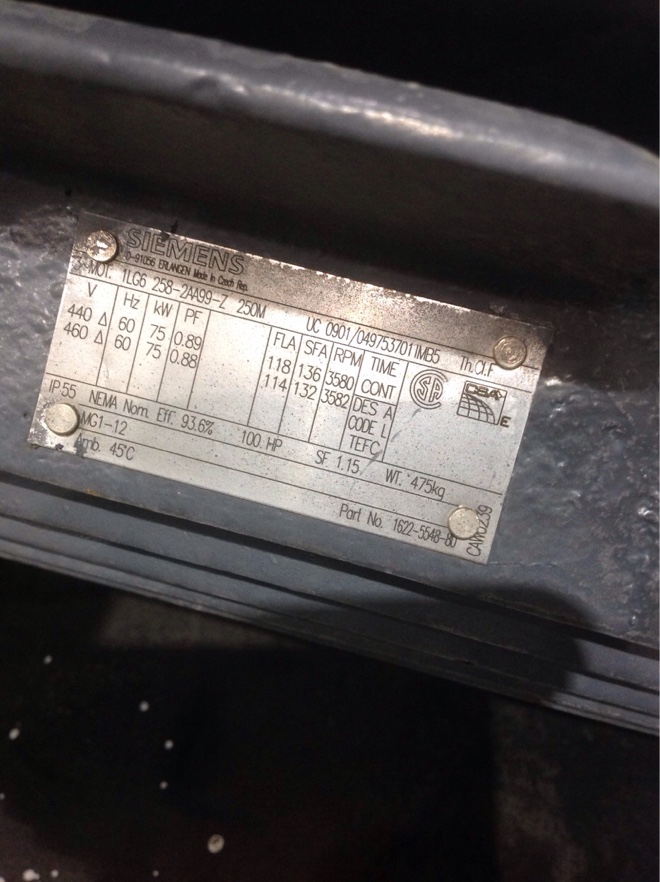 SIEMENS
D-91056 ERLANGEN Made in Czech Rep.
MOT. 1LG6 258-2AA99-Z 250M UC 0901/049753701 IMB5 Th.Cl.F
V Hz kW PF FLA SFA RPM TIME
440 Δ 60 75 0.89 118 136 3580 CONT
460 Δ 60 75 0.88 114 132 3582 DES A
CODE L
TEFC
SA
E
IP 55 NEMA Nom. Eff. 93.6% 100 HP SF 1.15 WT. 475kg
MG1-12
Amb. 45°C
Part No. 1622-5548-80